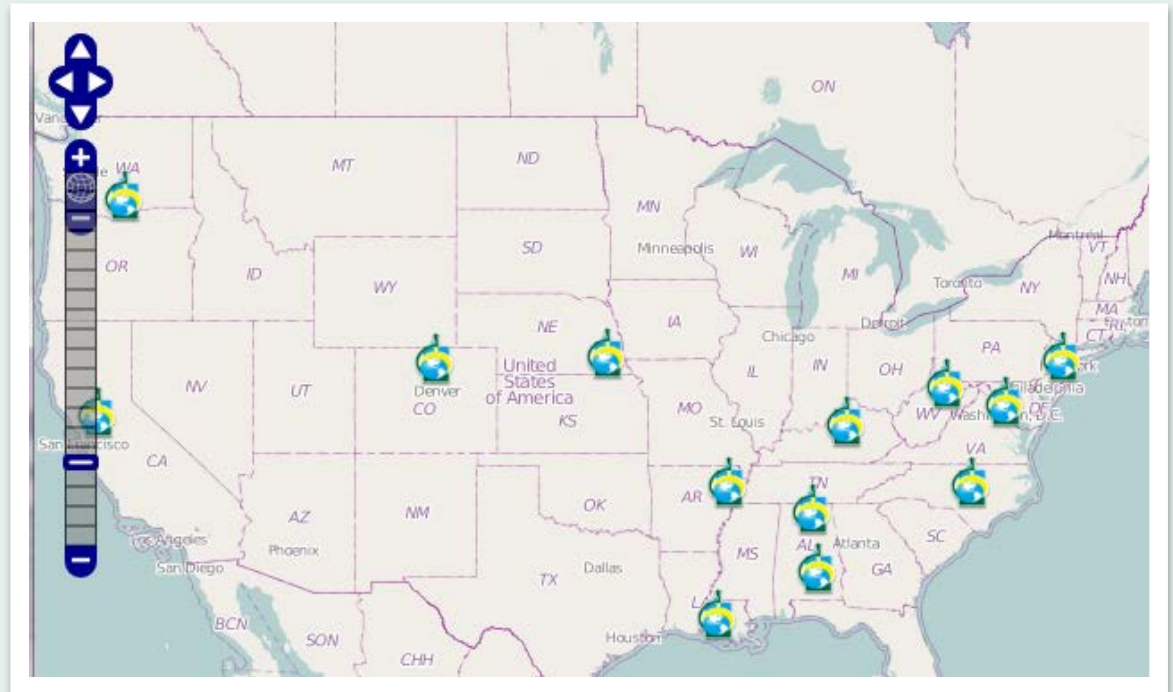 ON
WA
MT
ND
MN
Minneapolis
Montréal
VT
OR
ID
SD
WI
MI
Toronto
NY
NH
WY
MA
IA
NE
Chicago
Detroit
CT
RI
PA
NV
UT
Denver
CO
United
States
of America
IL
IN
OH
KS
MO
St. Louis
WV
DE
VA
San Francisco
CA
AZ
NM
OK
AR
TN
Los Angeles
Phoenix
San Diego
TX
Dallas
MS
AL
Atlanta
GA
SC
BCN
SON
CHH
Houston